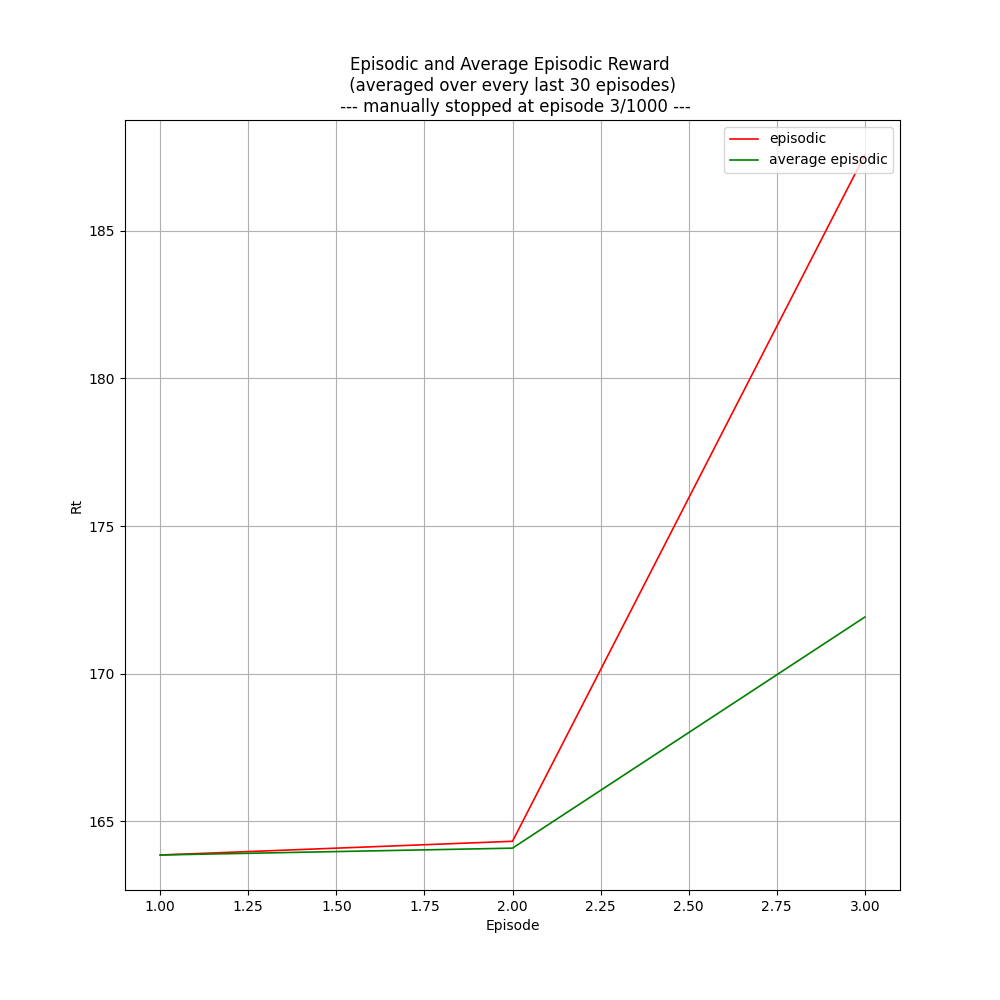 Episodic and Average Episodic Reward
(averaged over every last 30 episodes)
--- manually stopped at episode 3/1000 ---
episodic
average episodic
185
180
175
170
165
Rt
1.00 1.25 1.50 1.75 2.00 2.25 2.50 2.75 3.00
Episode